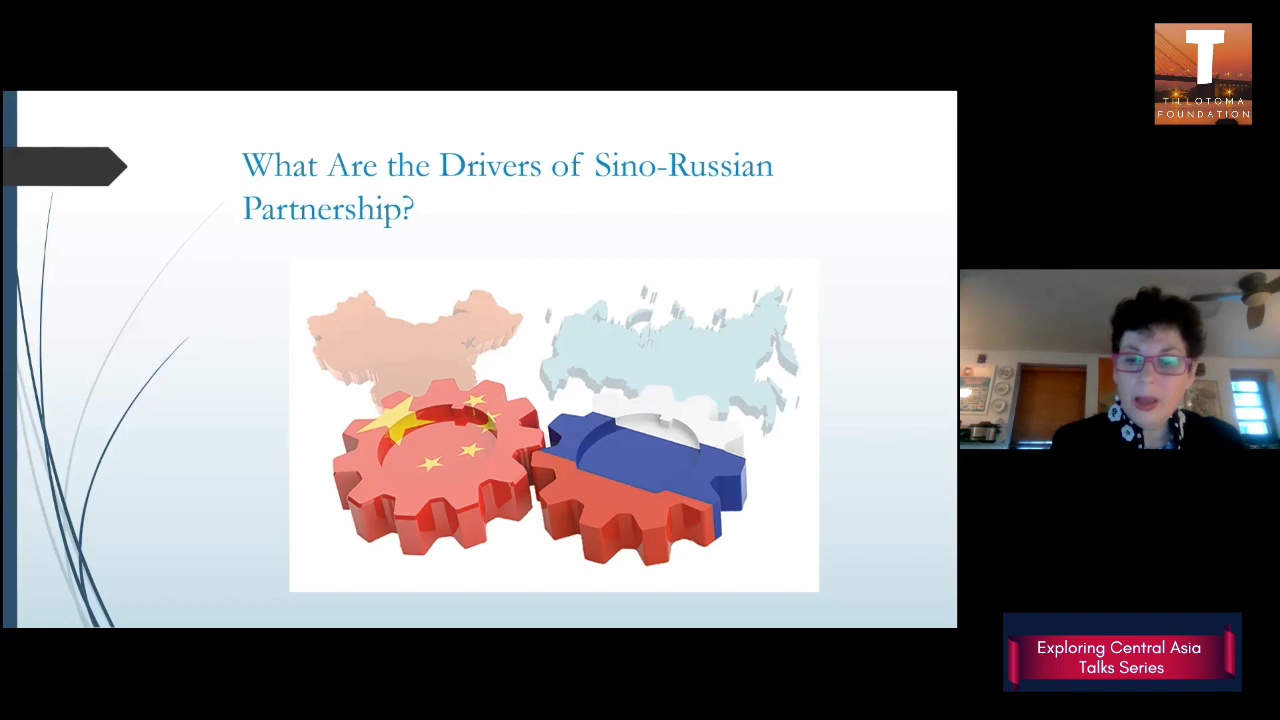 What Are the Drivers of Sino-Russian
Partnership?
T
TILLOTOMA
FOUNDATION
Exploring Central Asia
Talks Series